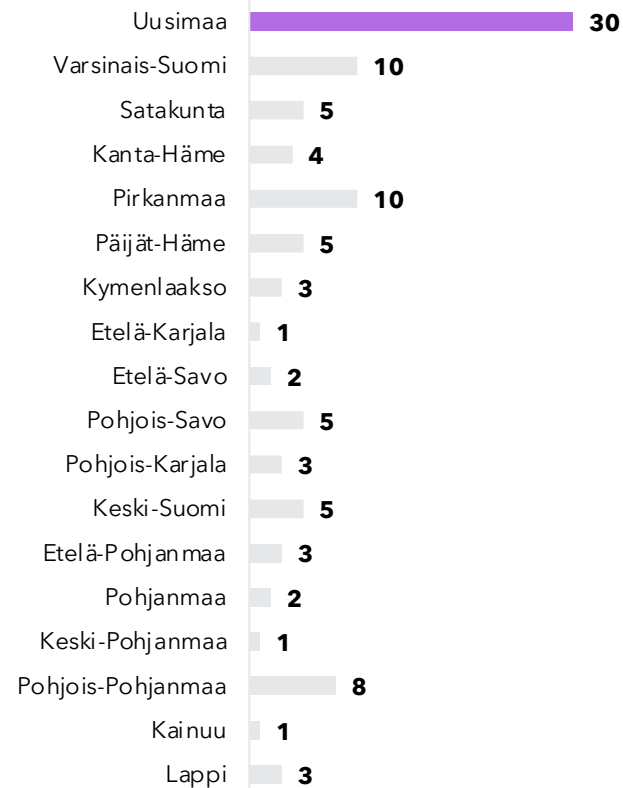 Uusimaa 30
Varsinais-Suomi 10
Satakunta 5
Kanta-Häme 4
Pirkanmaa 10
Päijät-Häme 5
Kymenlaakso 3
Etelä-Karjala 1
Etelä-Savo 2
Pohjois-Savo 5
Pohjois-Karjala 3
Keski-Suomi 5
Etelä-Pohjanmaa 3
Pohjanmaa 2
Keski-Pohjanmaa 1
Pohjois-Pohjanmaa 8
Kainuu 1
Lappi 3